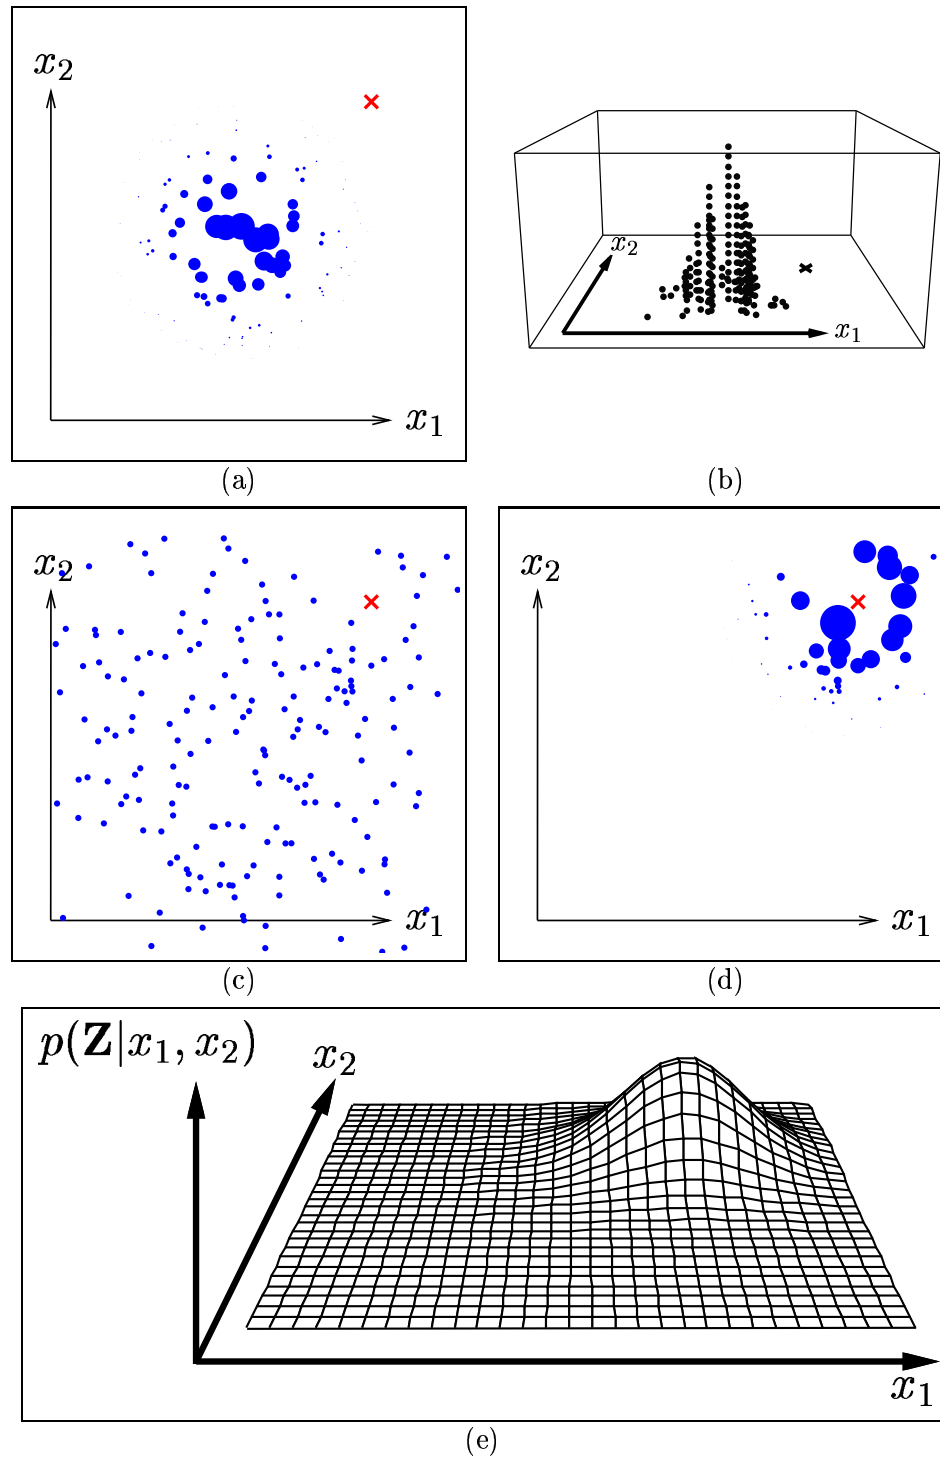 x₂
x₁
(a)
x₂
x₁
(b)
x₂
x₁
(c)
x₂
x₁
(d)
p(Z|x₁, x₂)
x₂
x₁
(e)